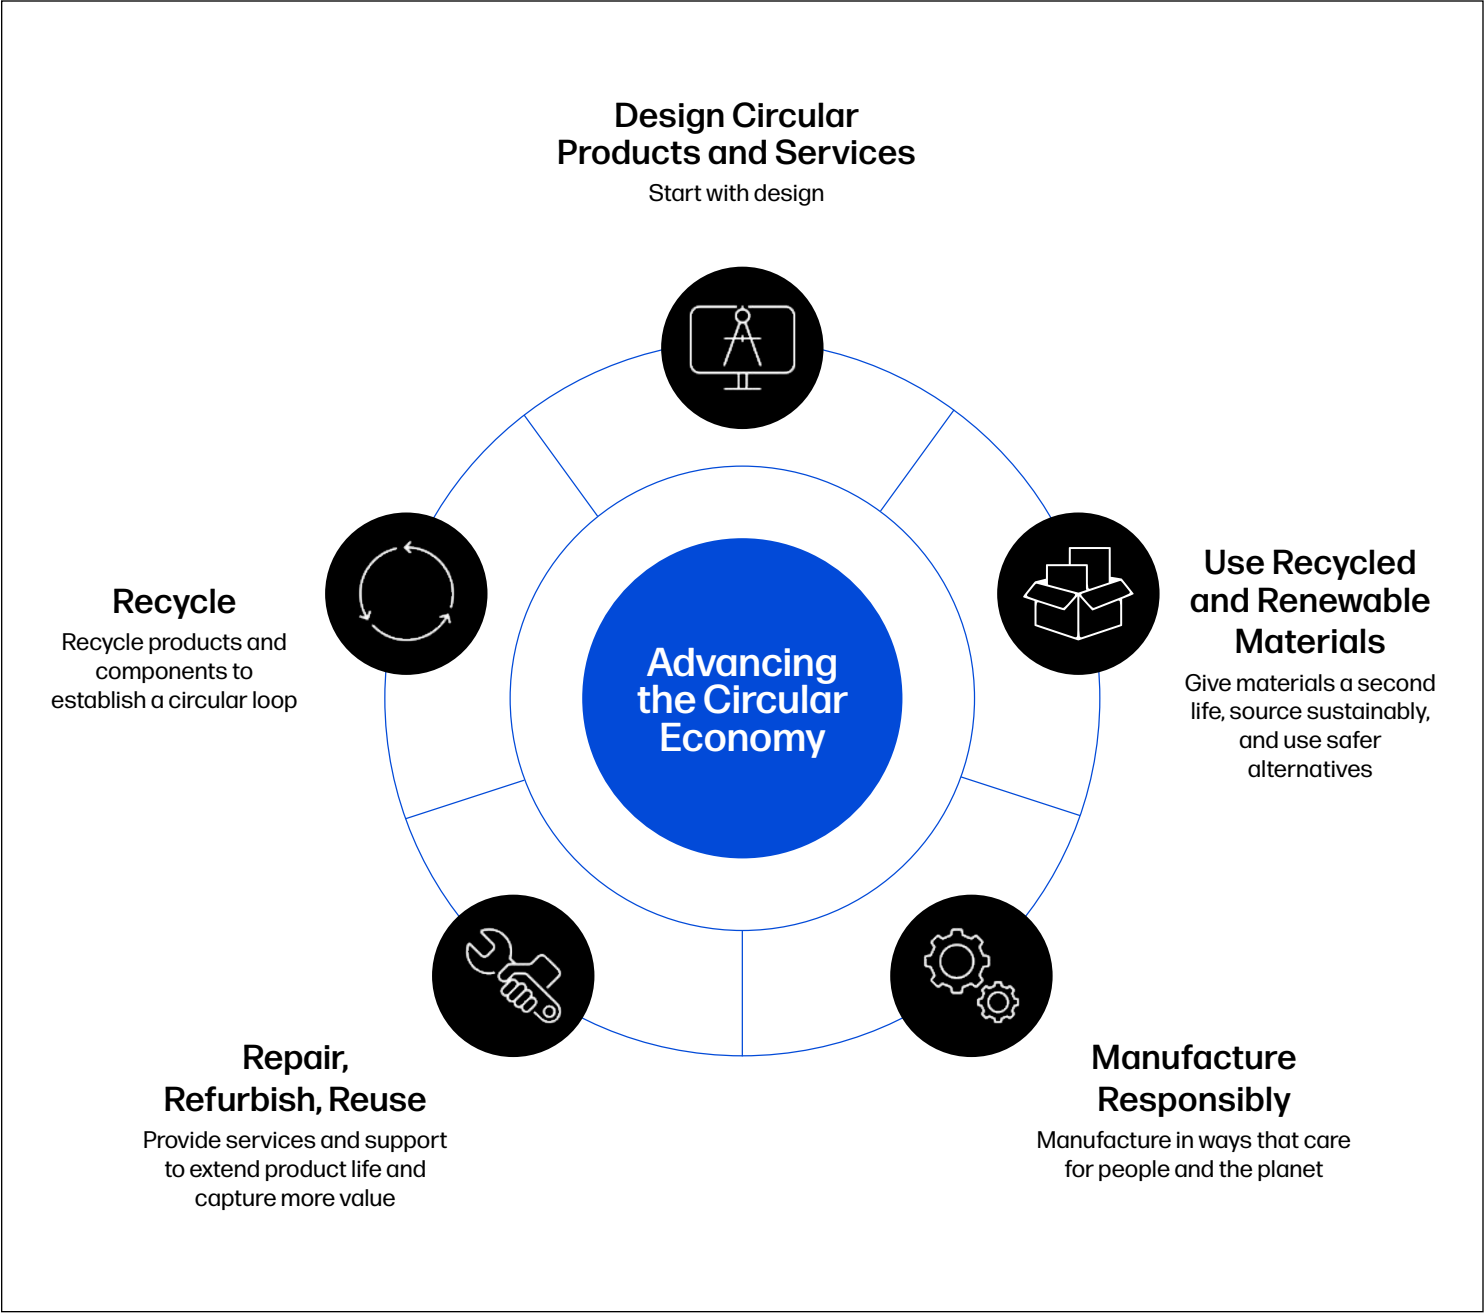 Design Circular
Products and Services
Start with design
Use Recycled
and Renewable
Materials
Give materials a second
life, source sustainably,
and use safer
alternatives
Recycle
Recycle products and
components to
establish a circular loop
Advancing
the Circular
Economy
Repair,
Refurbish, Reuse
Provide services and support
to extend product life and
capture more value
Manufacture
Responsibly
Manufacture in ways that care
for people and the planet